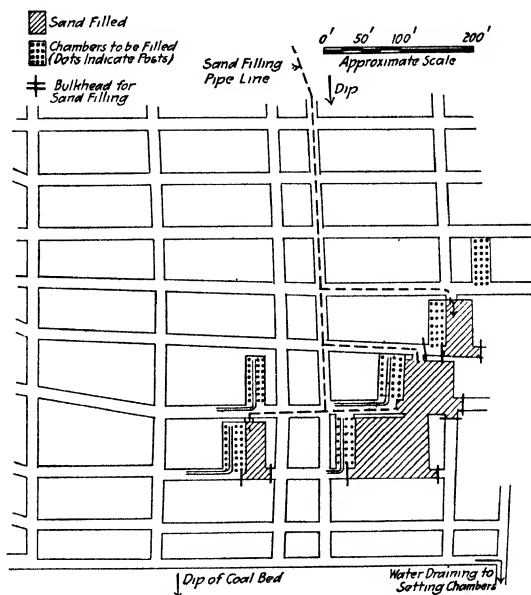 Sand Filled
Chambers to be Filled
(Dots Indicate Posts)
Bulkhead for
Sand Filling
Sand Filling
Pipe Line
0' 50' 100' 200'
Approximate Scale
Dip
Dip of Coal Bed
Water Draining to
Setting Chambers